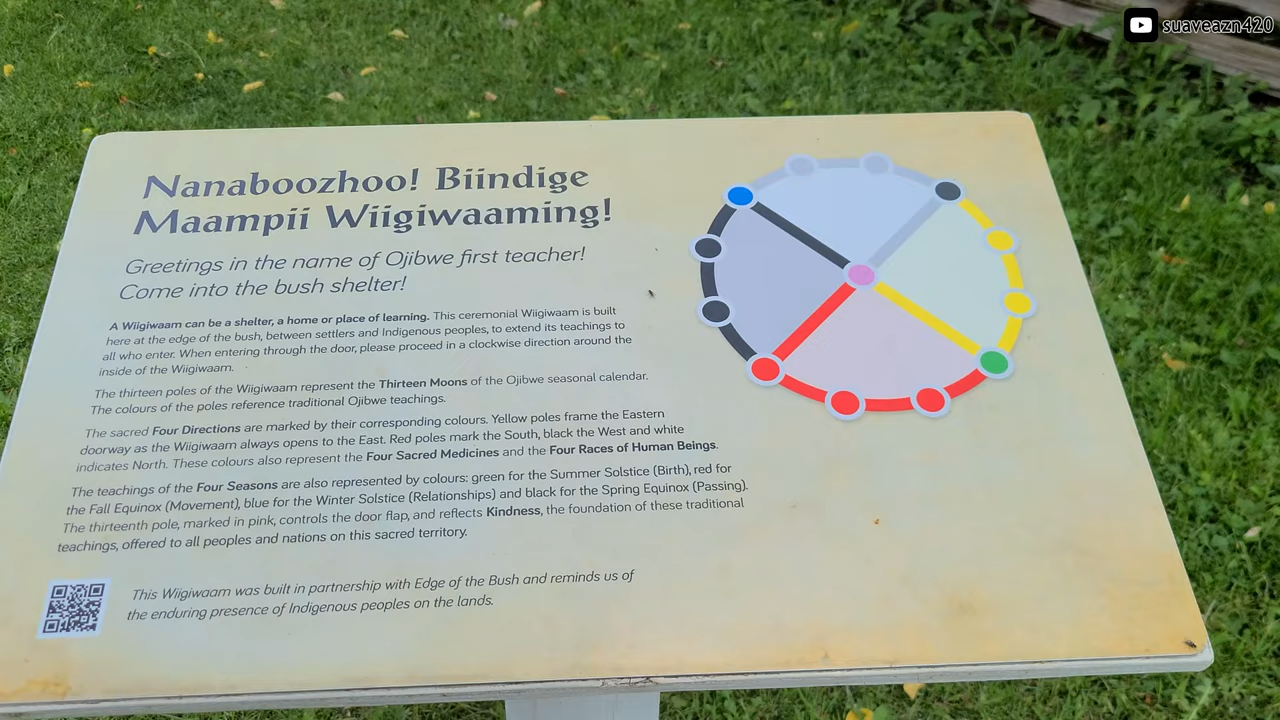 suaveazn420
Nanaboozhoo! Biindige
Maampii Wiigiwaaming!
Greetings in the name of Ojibwe first teacher!
Come into the bush shelter!
A Wiigiwaam can be a shelter, a home or place of learning. This ceremonial Wiigiwaam is built
here at the edge of the bush, between settlers and Indigenous peoples, to extend its teachings to
all who enter. When entering through the door, please proceed in a clockwise direction around the
inside of the Wiigiwaam.
The thirteen poles of the Wiigiwaam represent the Thirteen Moons of the Ojibwe seasonal calendar.
The colours of the poles reference traditional Ojibwe teachings.
The sacred Four Directions are marked by their corresponding colours. Yellow poles frame the Eastern
doorway as the Wiigiwaam always opens to the East. Red poles mark the South, black the West and white
indicates North. These colours also represent the Four Sacred Medicines and the Four Races of Human Beings.
The teachings of the Four Seasons are also represented by colours: green for the Summer Solstice (Birth), red for
the Fall Equinox (Movement), blue for the Winter Solstice (Relationships) and black for the Spring Equinox (Passing).
The thirteenth pole, marked in pink, controls the door flap, and reflects Kindness, the foundation of these traditional
teachings, offered to all peoples and nations on this sacred territory.
This Wiigiwaam was built in partnership with Edge of the Bush and reminds us of
the enduring presence of Indigenous peoples on the lands.